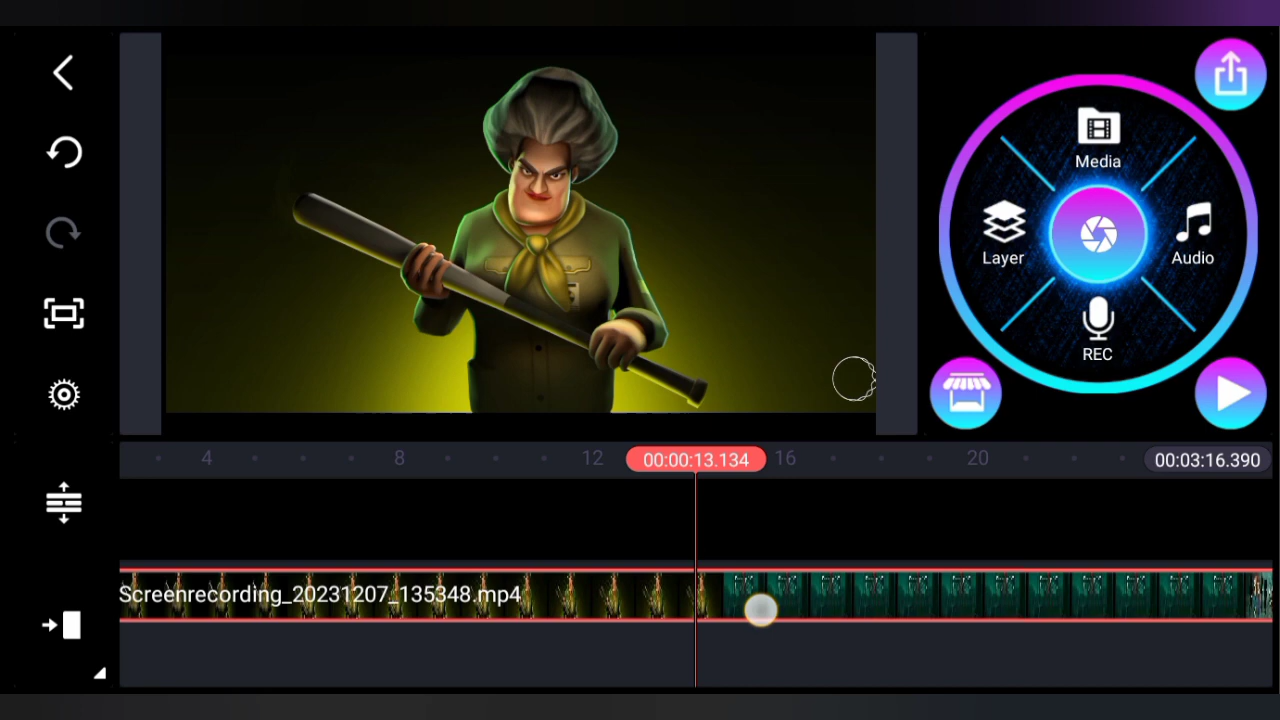 Media
Layer
Audio
REC
4
8
12
00:00:13.134
16
20
00:03:16.390
Screenrecording_20231207_135348.mp4